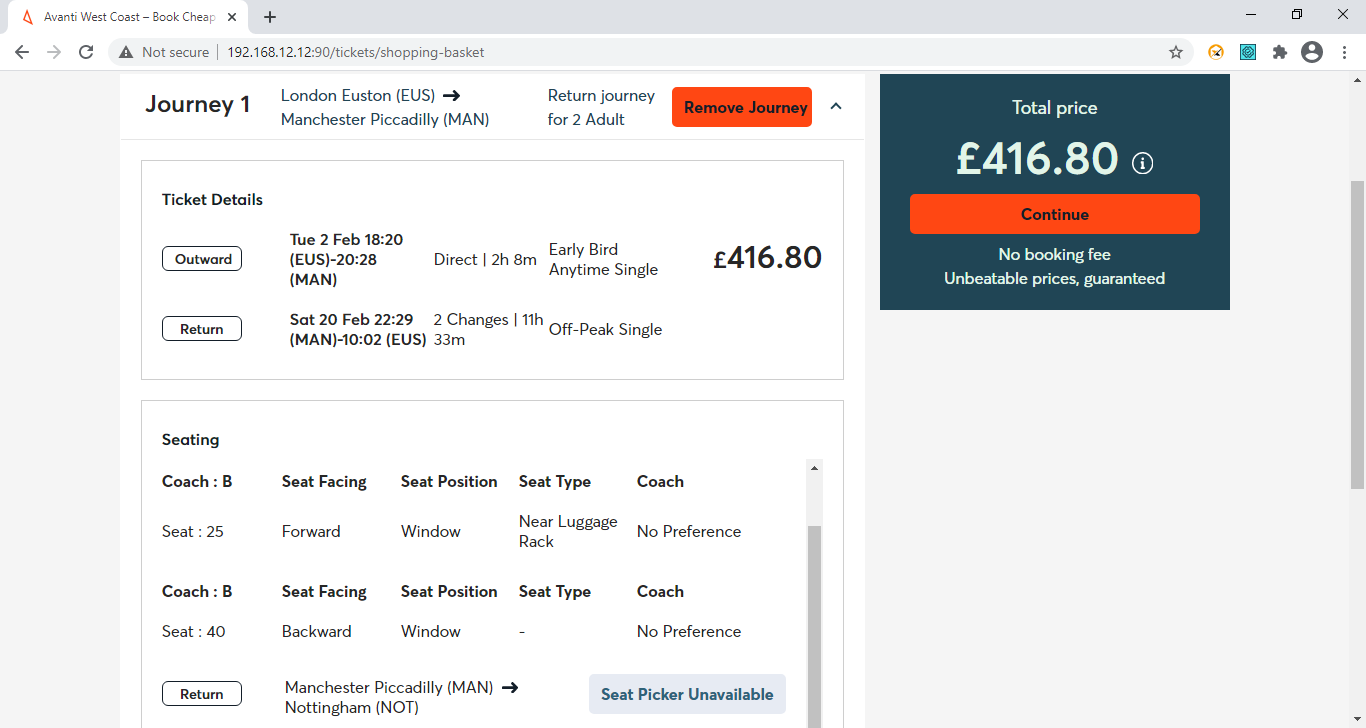 Avanti West Coast – Book Cheap
Not secure
192.168.12.12:90/tickets/shopping-basket
Journey 1
London Euston (EUS) →
Manchester Piccadilly (MAN)
Return journey
for 2 Adult
Remove Journey
Total price
£416.80
Continue
No booking fee
Unbeatable prices, guaranteed
Ticket Details
Outward
Tue 2 Feb 18:20
(EUS)-20:28
(MAN)
Direct | 2h 8m
Early Bird
Anytime Single
£416.80
Return
Sat 20 Feb 22:29
(MAN)-10:02 (EUS)
2 Changes | 11h
33m
Off-Peak Single
Seating
Coach : B Seat Facing Seat Position Seat Type Coach
Seat : 25 Forward Window Near Luggage
Rack
No Preference
Coach : B Seat Facing Seat Position Seat Type Coach
Seat : 40 Backward Window - No Preference
Return
Manchester Piccadilly (MAN) →
Nottingham (NOT)
Seat Picker Unavailable